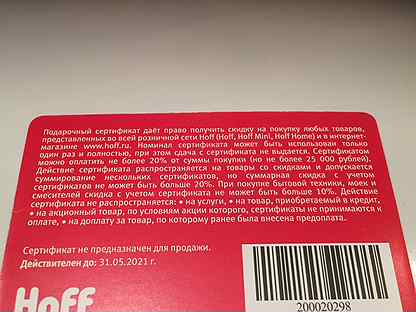 Подарочный сертификат даёт право получить скидку на покупку любых товаров,
представленных во всей розничной сети Hoff (Hoff, Hoff Mini, Hoff Home) и в интернет-
магазине www.hoff.ru. Номинал сертификата может быть использован только
один раз и полностью, при этом сдача с сертификата не выдается. Сертификатом
можно оплатить не более 20% от суммы покупки (но не более 25 000 рублей).
Действие сертификата распространяется на товары со скидками и допускается
суммирование нескольких сертификатов, но суммарная скидка с учетом
сертификатов не может быть больше 20%. При покупке бытовой техники, моек и
смесителей скидка с учетом сертификата не может быть больше 10%. Действие
сертификата не распространяется: • на услуги, • на товар, приобретаемый в кредит,
• на акционный товар, по условиям акции которого, сертификаты не принимаются к
оплате, • на доплату за товар, по которому ранее была внесена предоплата.
Сертификат не предназначен для продажи.
Действителен до: 31.05.2021 г.
Hoff
200020298